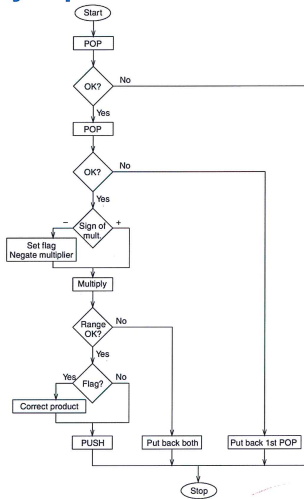 Start
POP
OK?
No
Yes
POP
OK?
No
Yes
–
Sign of
mult.
+
Set flag
Negate multiplier
Multiply
Range
OK?
No
Yes
Yes
Flag?
No
Correct product
PUSH
Put back both
Put back 1st POP
Stop